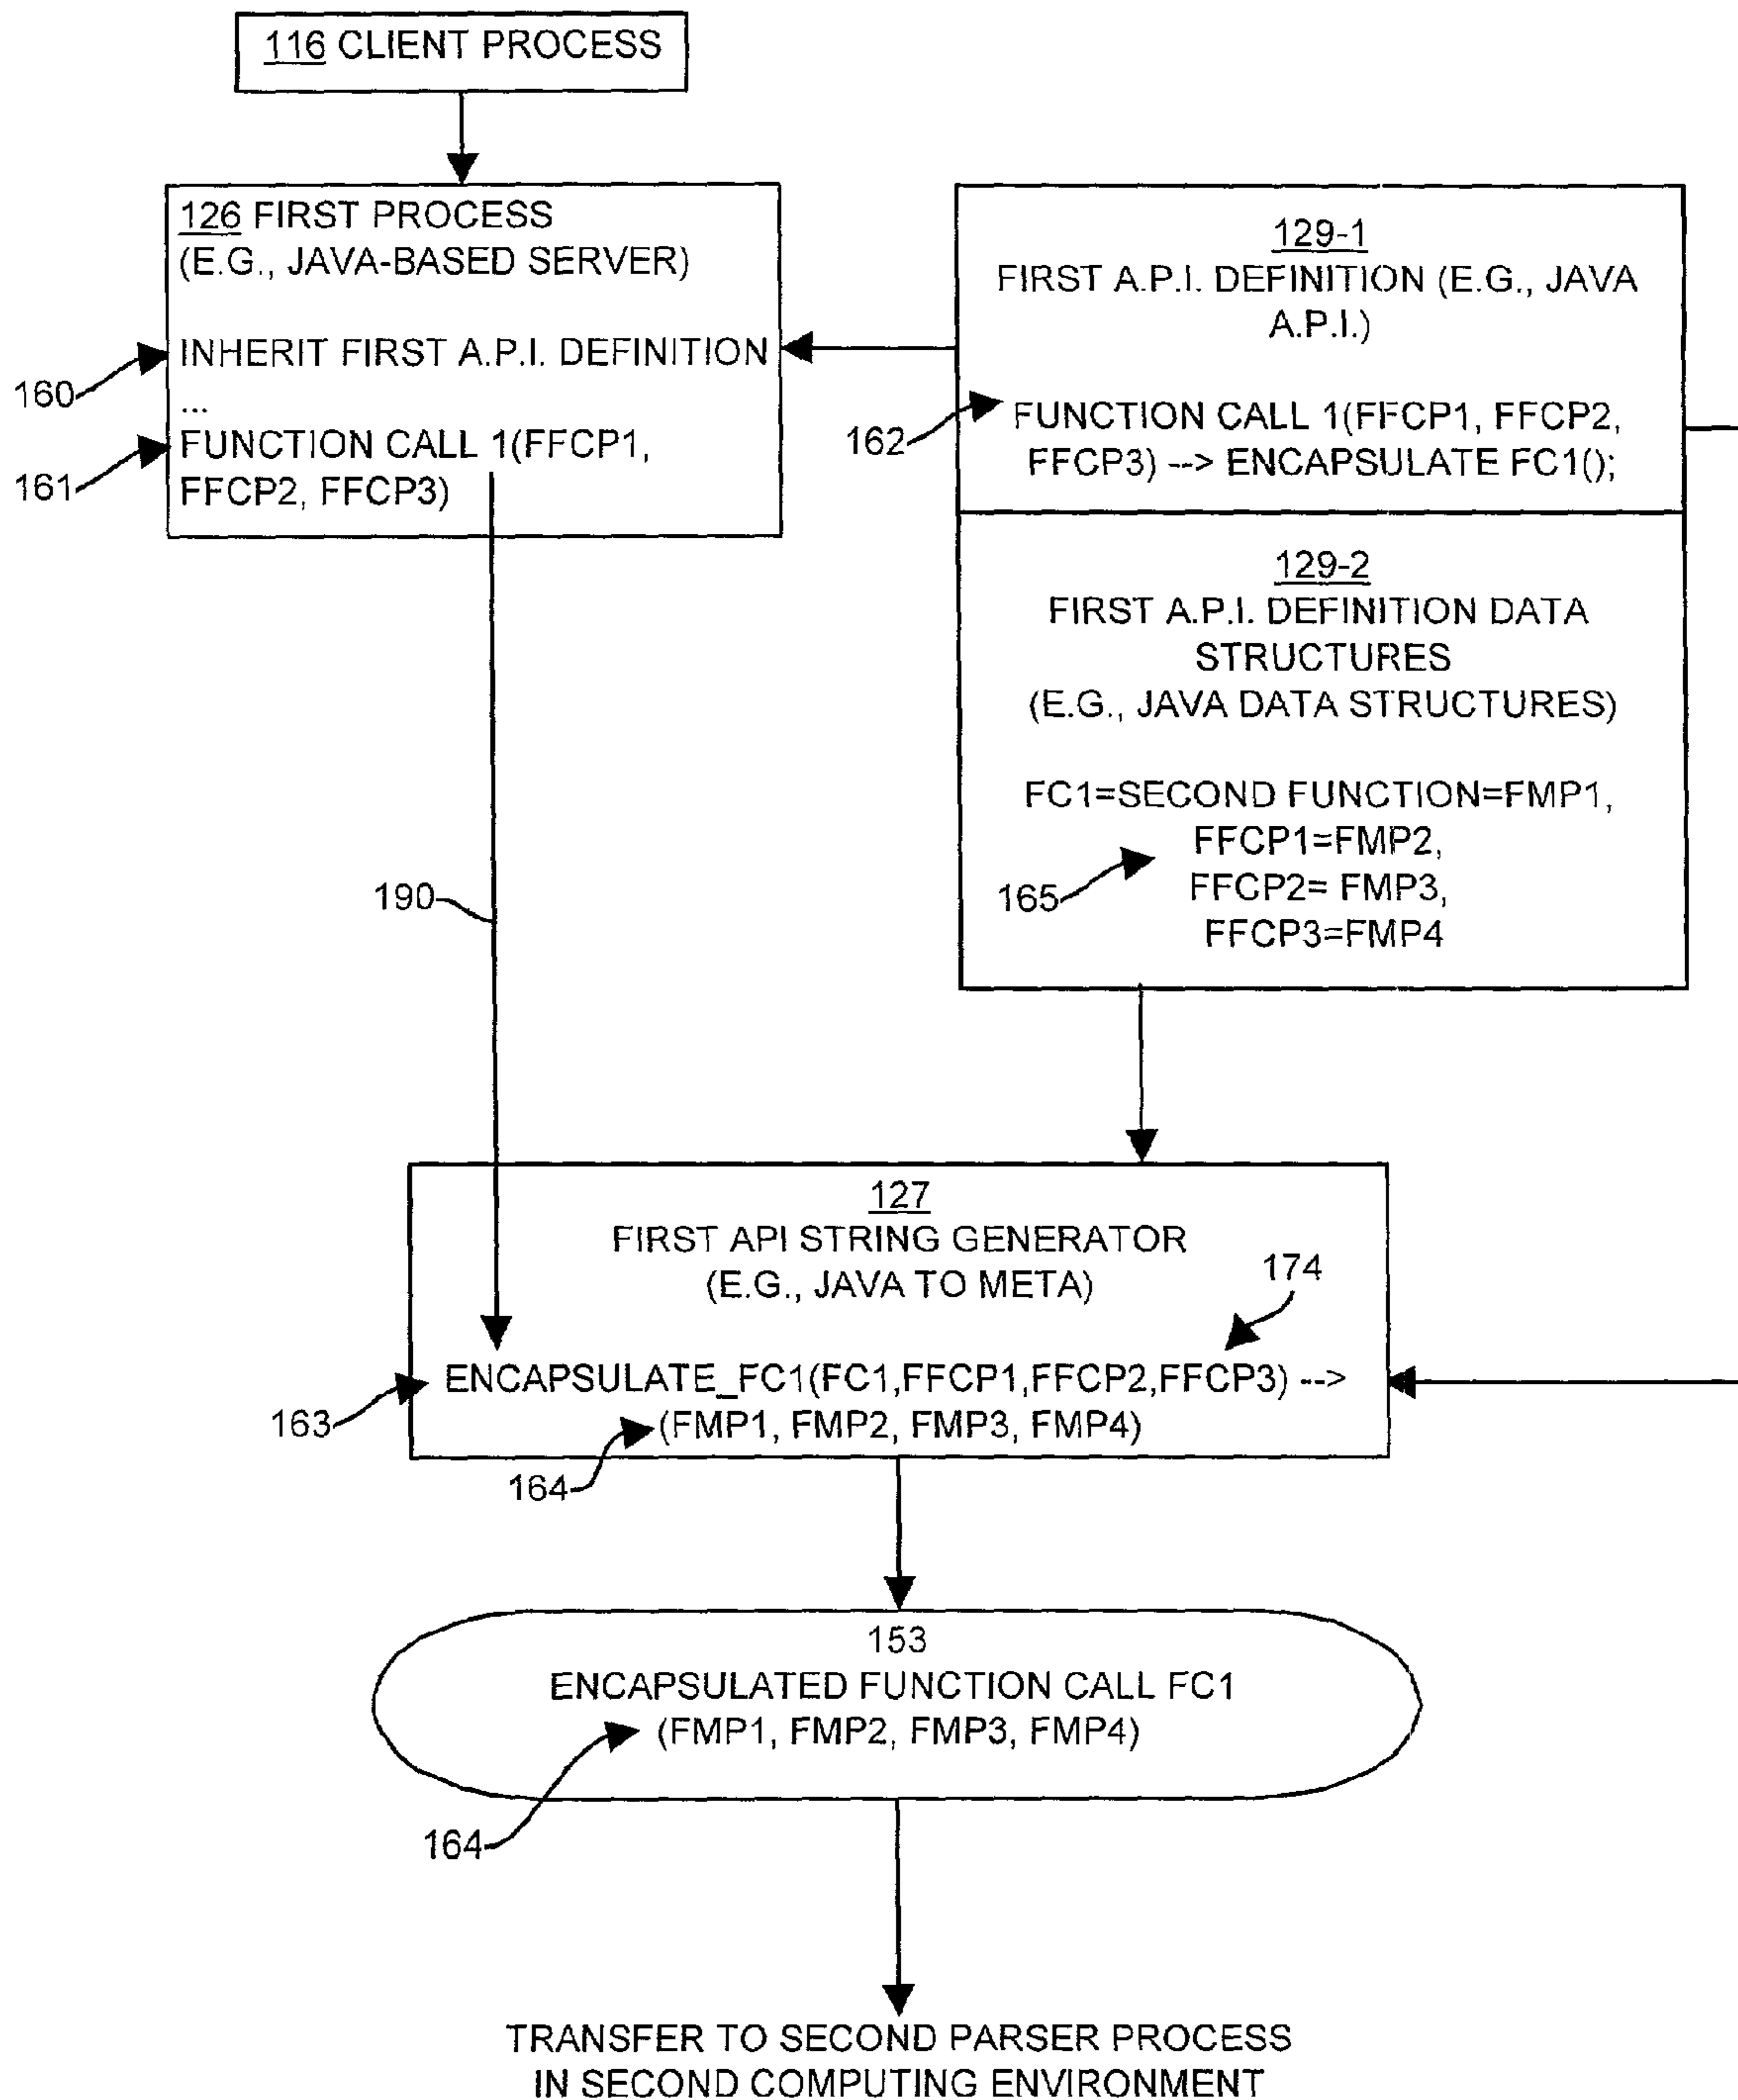 116 CLIENT PROCESS
126 FIRST PROCESS
(E.G., JAVA-BASED SERVER)
INHERIT FIRST A.P.I. DEFINITION
160
...
FUNCTION CALL 1(FFCP1,
161
FFCP2, FFCP3)
129-1
FIRST A.P.I. DEFINITION (E.G., JAVA
A.P.I.)
162
FUNCTION CALL 1(FFCP1, FFCP2,
FFCP3) --> ENCAPSULATE FC1();
129-2
FIRST A.P.I. DEFINITION DATA
STRUCTURES
(E.G., JAVA DATA STRUCTURES)
FC1=SECOND FUNCTION=FMP1,
FFCP1=FMP2,
165
FFCP2= FMP3,
FFCP3=FMP4
190
127
FIRST API STRING GENERATOR
(E.G., JAVA TO META)
174
ENCAPSULATE_FC1(FC1,FFCP1,FFCP2,FFCP3) -->
163
(FMP1, FMP2, FMP3, FMP4)
164
153
ENCAPSULATED FUNCTION CALL FC1
(FMP1, FMP2, FMP3, FMP4)
164
TRANSFER TO SECOND PARSER PROCESS
IN SECOND COMPUTING ENVIRONMENT